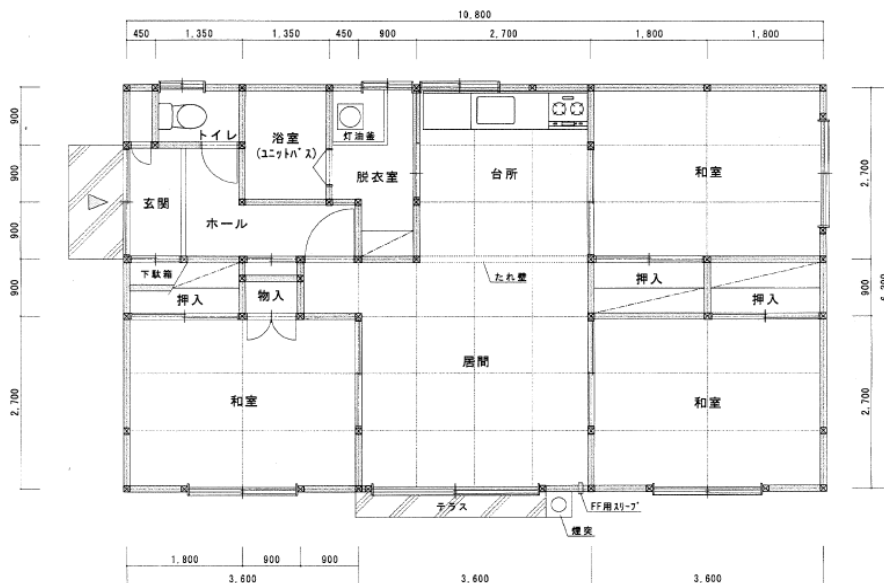 10,800
450
1,350
1,350
450
900
2,700
1,800
1,800
900
900
900
900
2,700
トイレ
浴室
(ユニットバス)
灯油釜
脱衣室
台所
和室
玄関
ホール
下駄箱
押入
物入
たれ壁
押入
押入
居間
和室
和室
テラス
FF用スリーブ
煙突
2,700
900
2,700
1,800
900
900
3,600
3,600
3,600